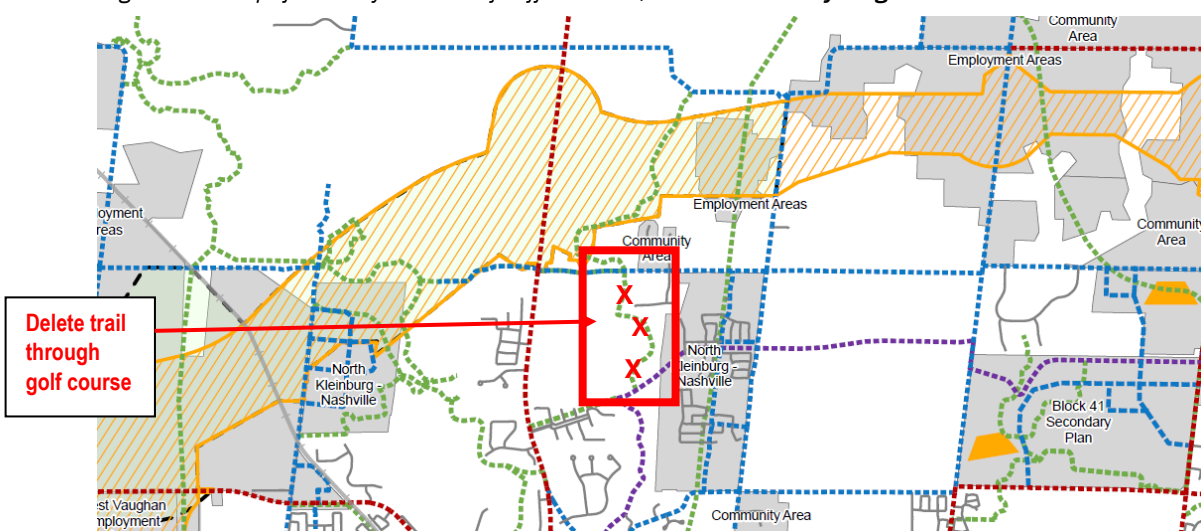 Community
Area
Employment Areas
Employment Areas
oyment
reas
Community
Area
Community
Area
Delete trail
through
golf course
X
X
X
North
Kleinburg -
Nashville
North
leinburg -
Nashville
Block 41
Secondary
Plan
est Vaughan
mployment
Community Area